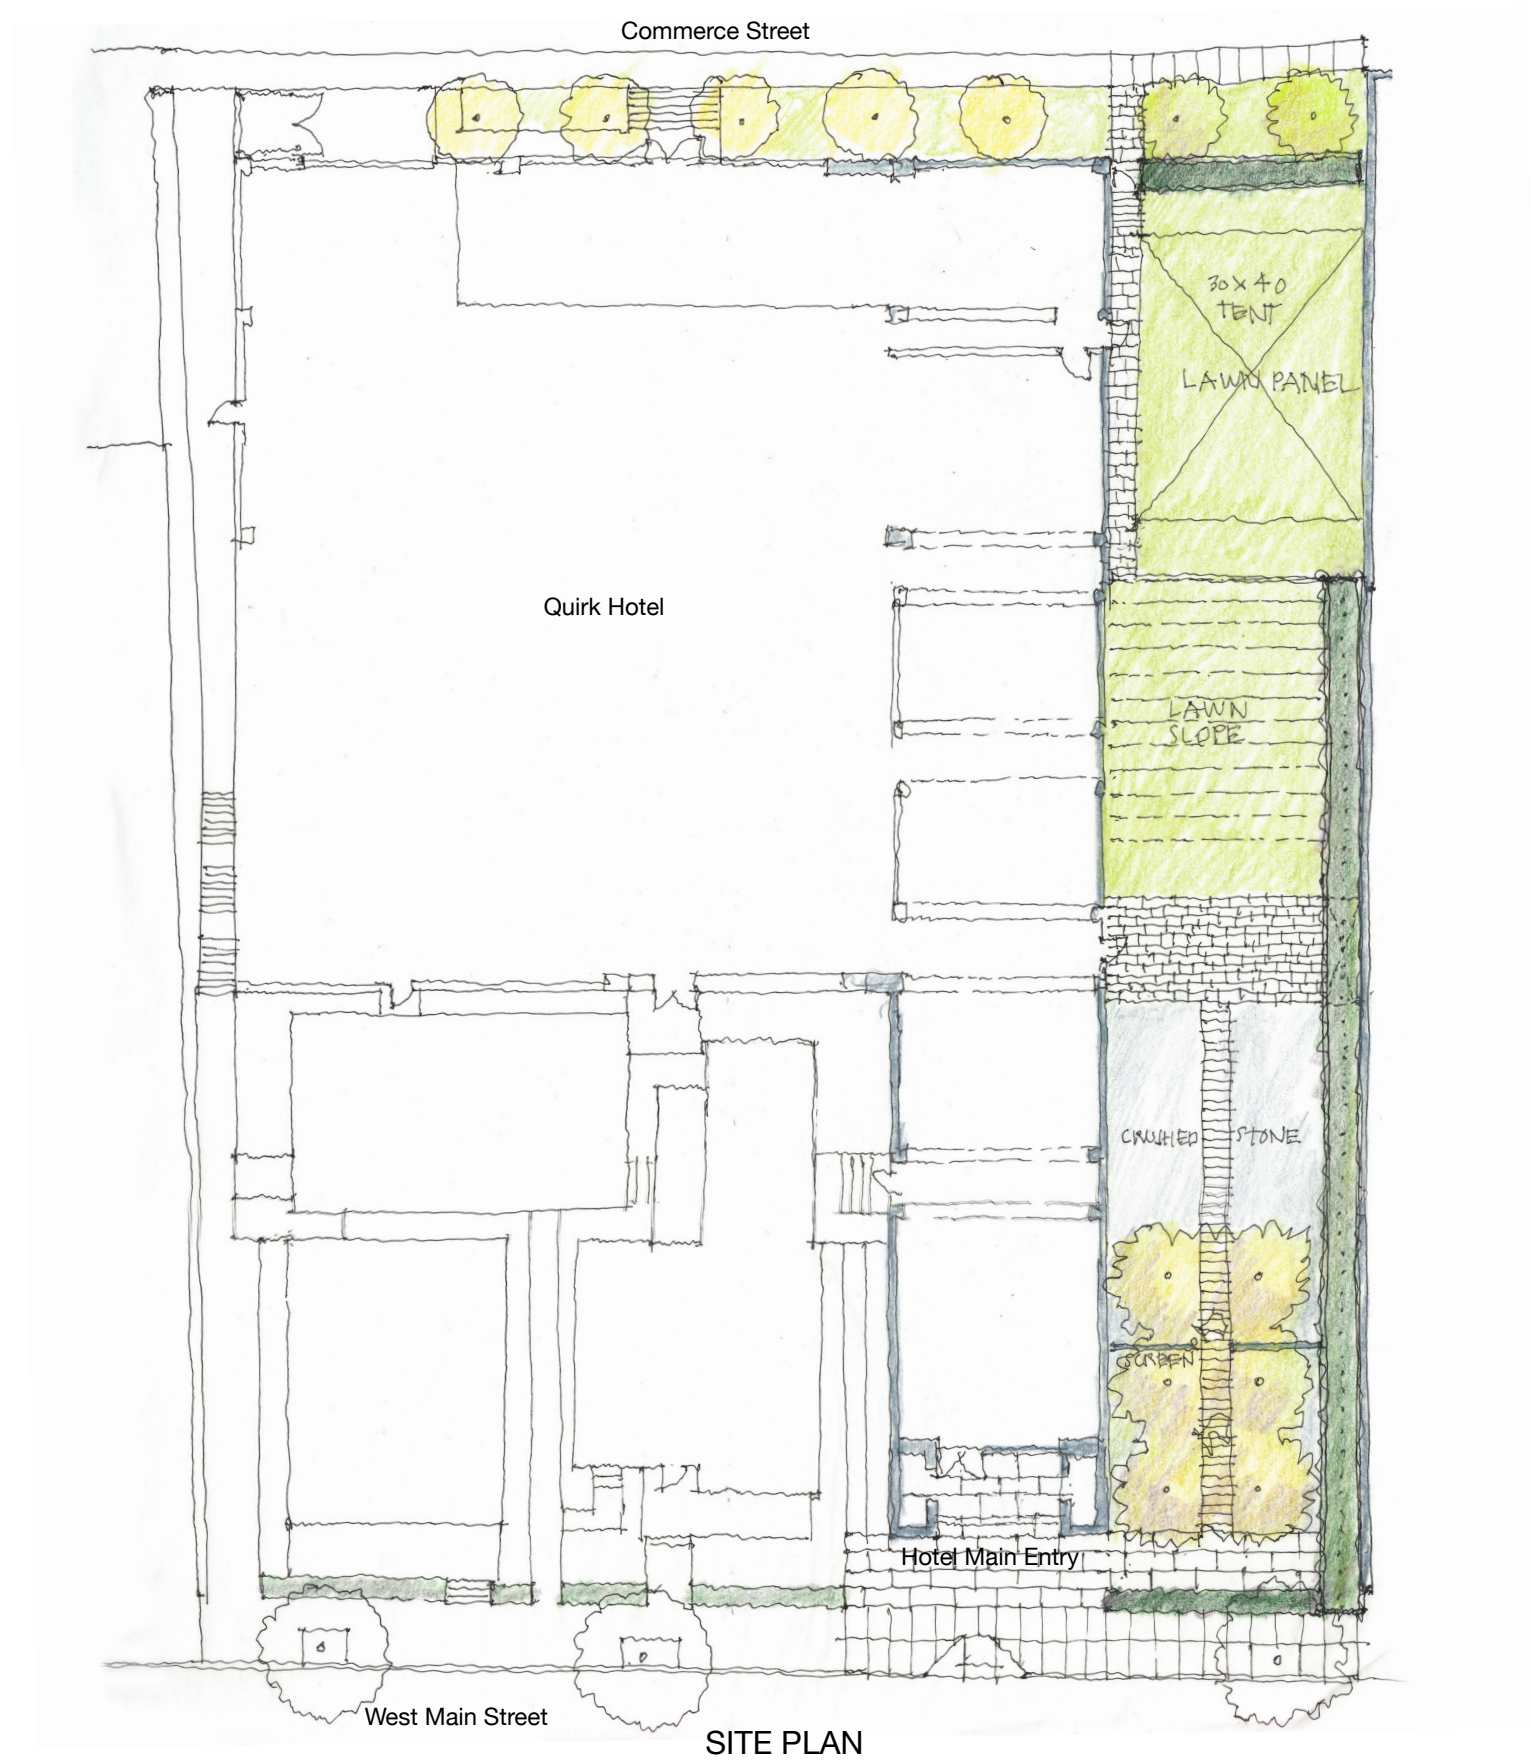 Commerce Street
30 x 40
TENT
LAWN PANEL
Quirk Hotel
LAWN
SLOPE
CRUSHED STONE
SCREEN
Hotel Main Entry
West Main Street
SITE PLAN